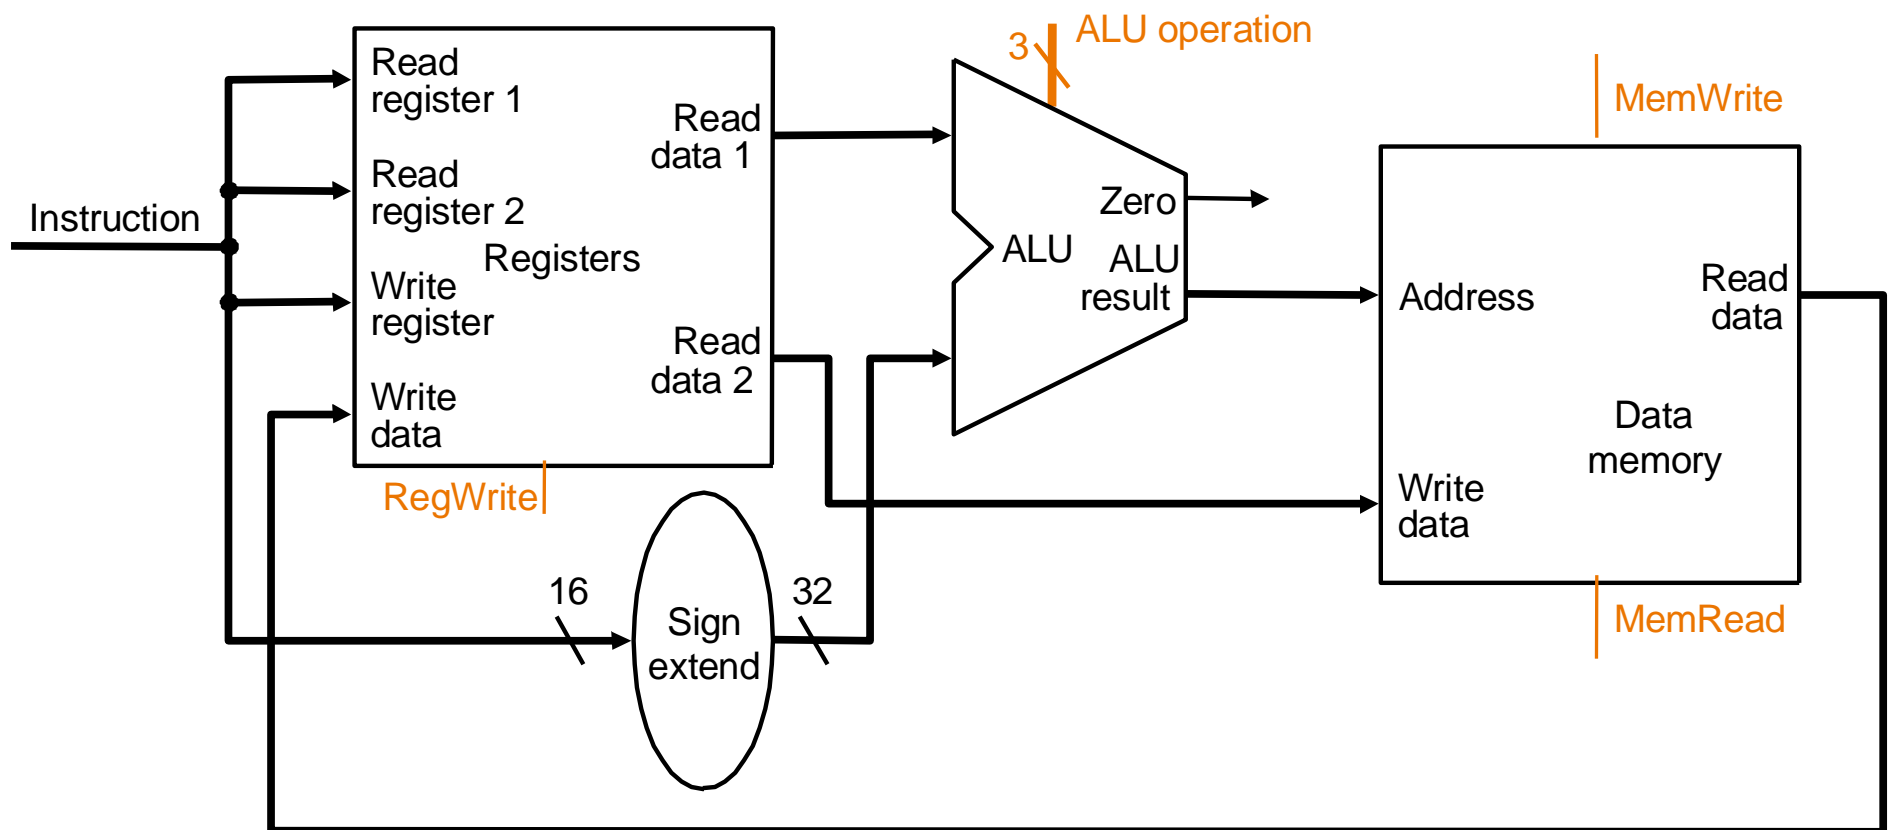 Instruction
Read
register 1
Read
register 2
Registers
Write
register
Write
data
Read
data 1
Read
data 2
RegWrite
16
Sign
extend
32
3
ALU operation
Zero
ALU
ALU
result
MemWrite
Address
Read
data
Data
memory
Write
data
MemRead